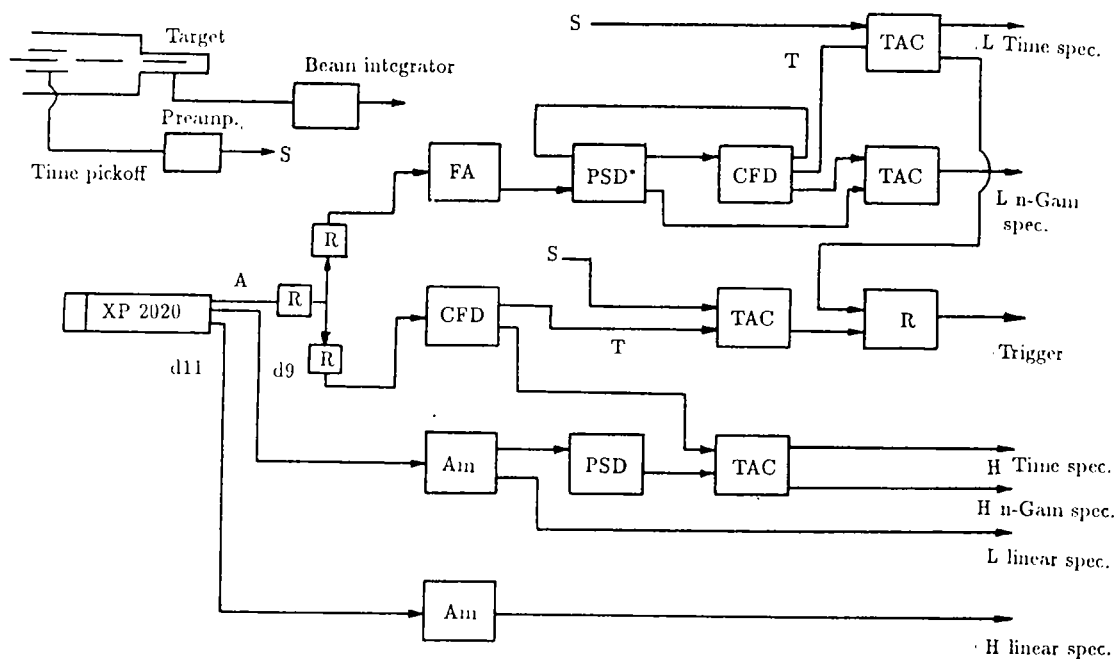 Target
Beam integrator
Preamp.
Time pickoff
S
S
TAC
L Time spec.
T
FA
PSD*
CFD
TAC
L n-Gam
spec.
R
S
A
R
XP 2020
CFD
TAC
R
T
Trigger
R
d11
d9
Am
PSD
TAC
H Time spec.
H n-Gam spec.
L linear spec.
Am
H linear spec.